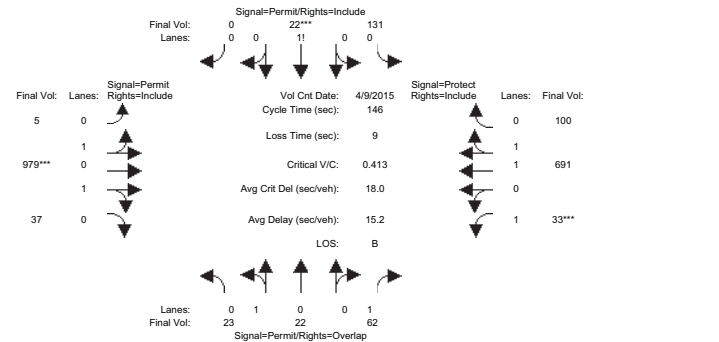 Signal=Permit/Rights=Include
Final Vol: 0 22*** 131
Lanes: 0 0 1! 0 0
Signal=Permit
Final Vol: Lanes: Rights=Include
Vol Cnt Date: 4/9/2015
Signal=Protect
Rights=Include Lanes: Final Vol:
Cycle Time (sec): 146
5 0
0 100
Loss Time (sec): 9
1
1
979*** 0
Critical V/C: 0.413
1 691
1
Avg Crit Del (sec/veh): 18.0
0
37 0
Avg Delay (sec/veh): 15.2
1 33***
LOS: B
Lanes: 0 1 0 0 1
Final Vol: 23 22 62
Signal=Permit/Rights=Overlap